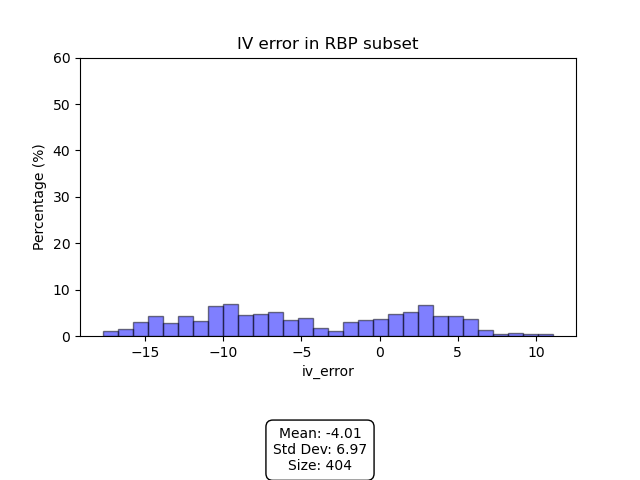 IV error in RBP subset
60
50
40
30
20
10
0
Percentage (%)
−15
−10
−5
0
5
10
iv_error
Mean: -4.01
Std Dev: 6.97
Size: 404